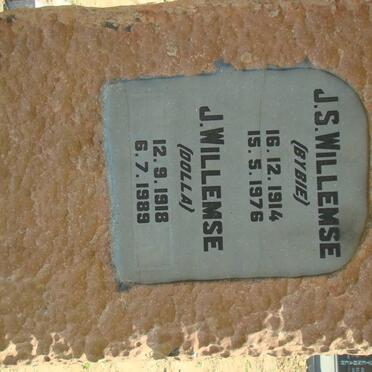 J.S.WILLEMSE
(BYBIE)
16.12.1914
15.5.1976
J.WILLEMSE
(DOLLA)
12.9.1918
6.7.1989